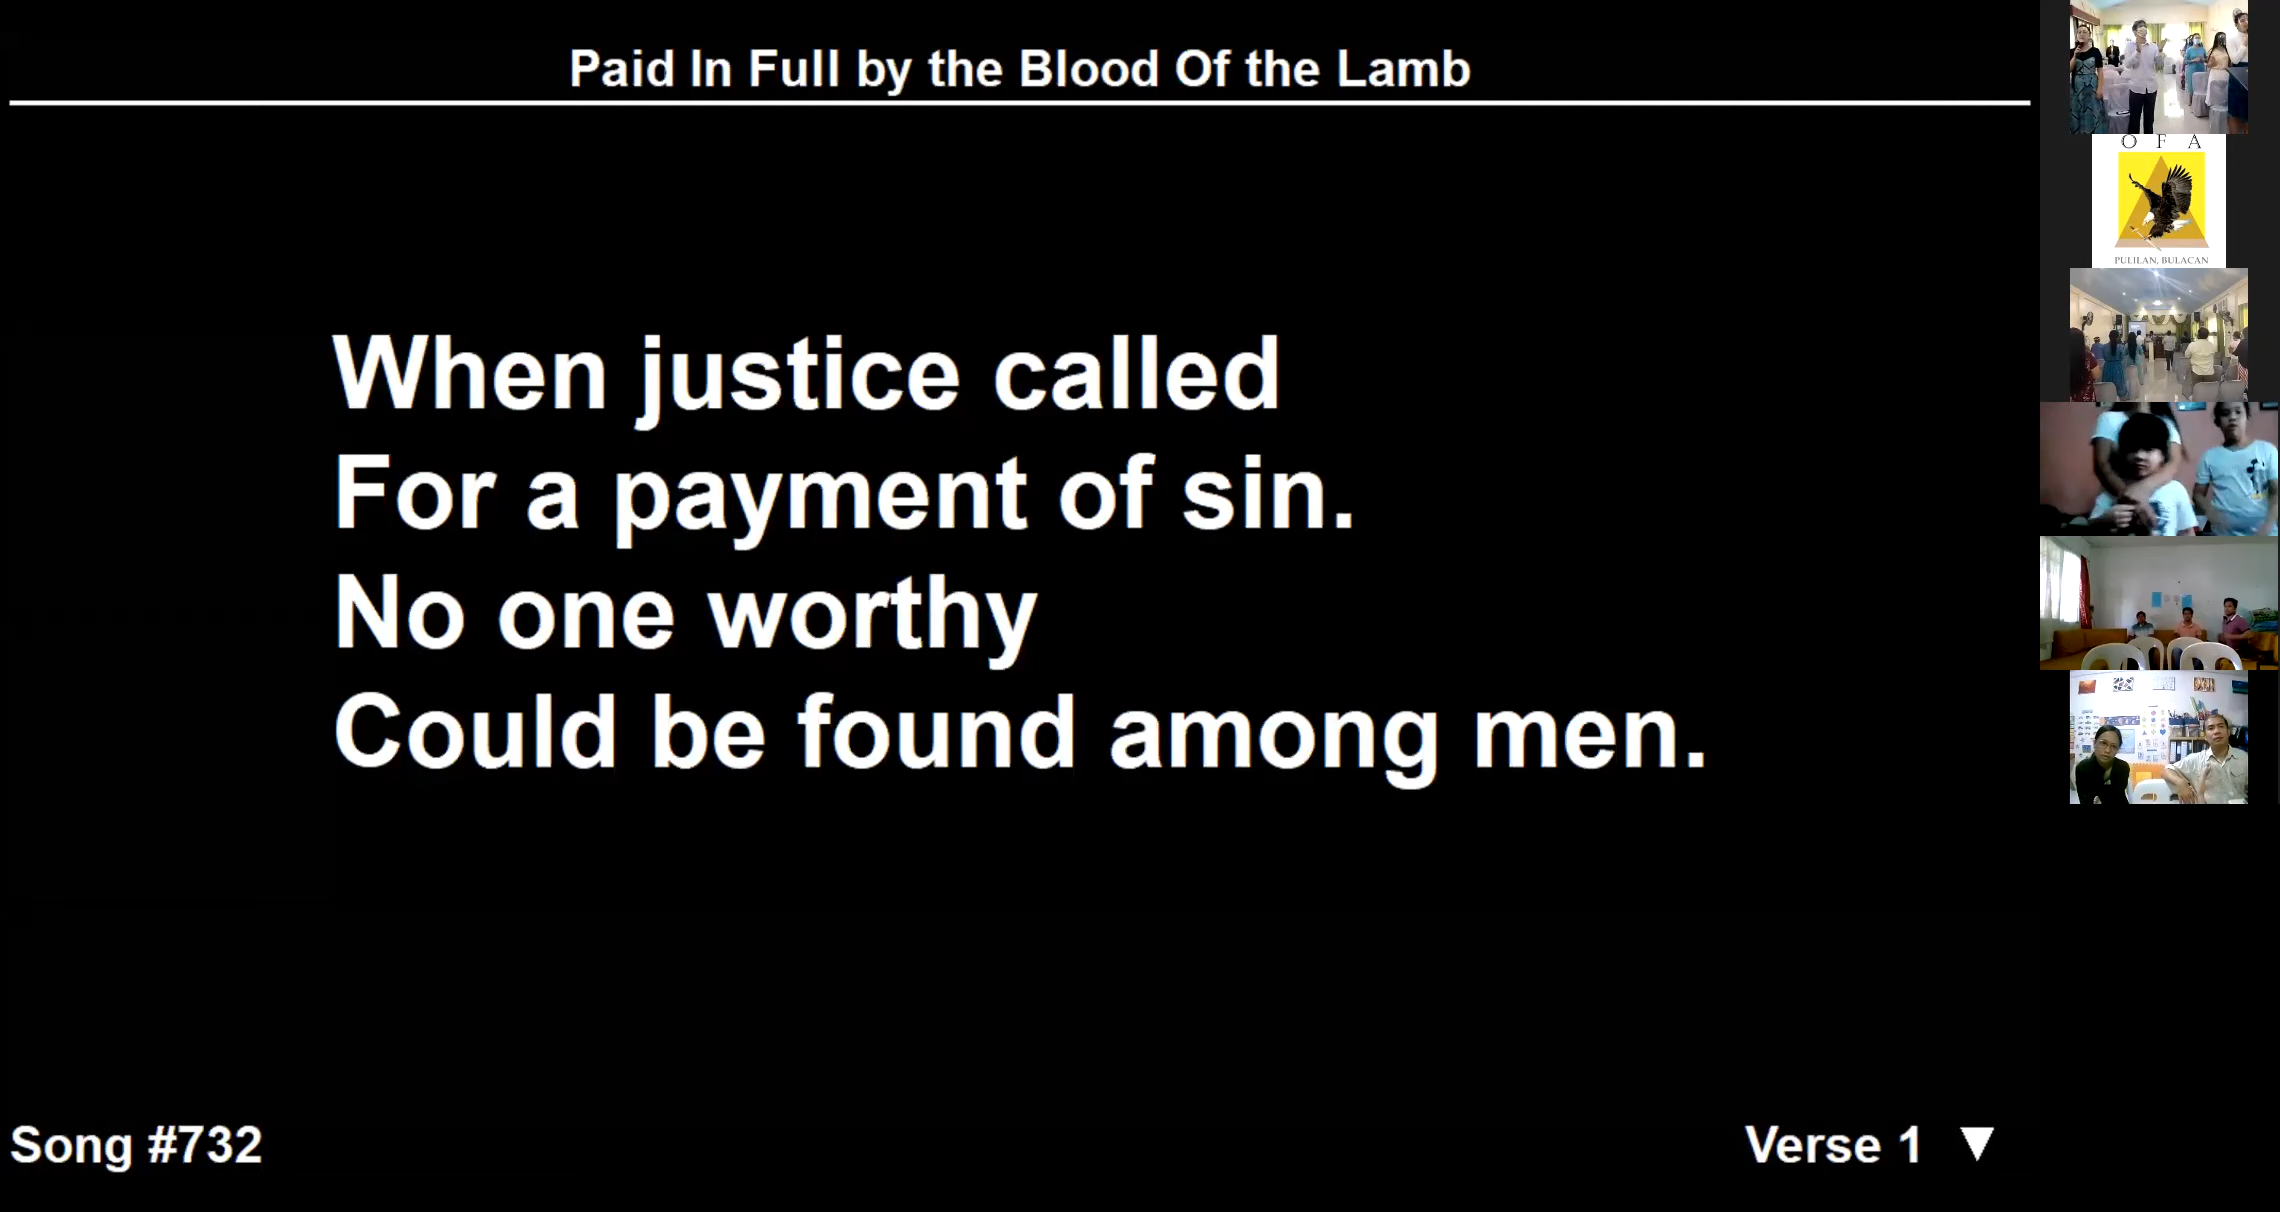 Paid In Full by the Blood Of the Lamb
When justice called
For a payment of sin.
No one worthy
Could be found among men.
Song #732
Verse 1 ▼
O F A
PULILAN, BULACAN